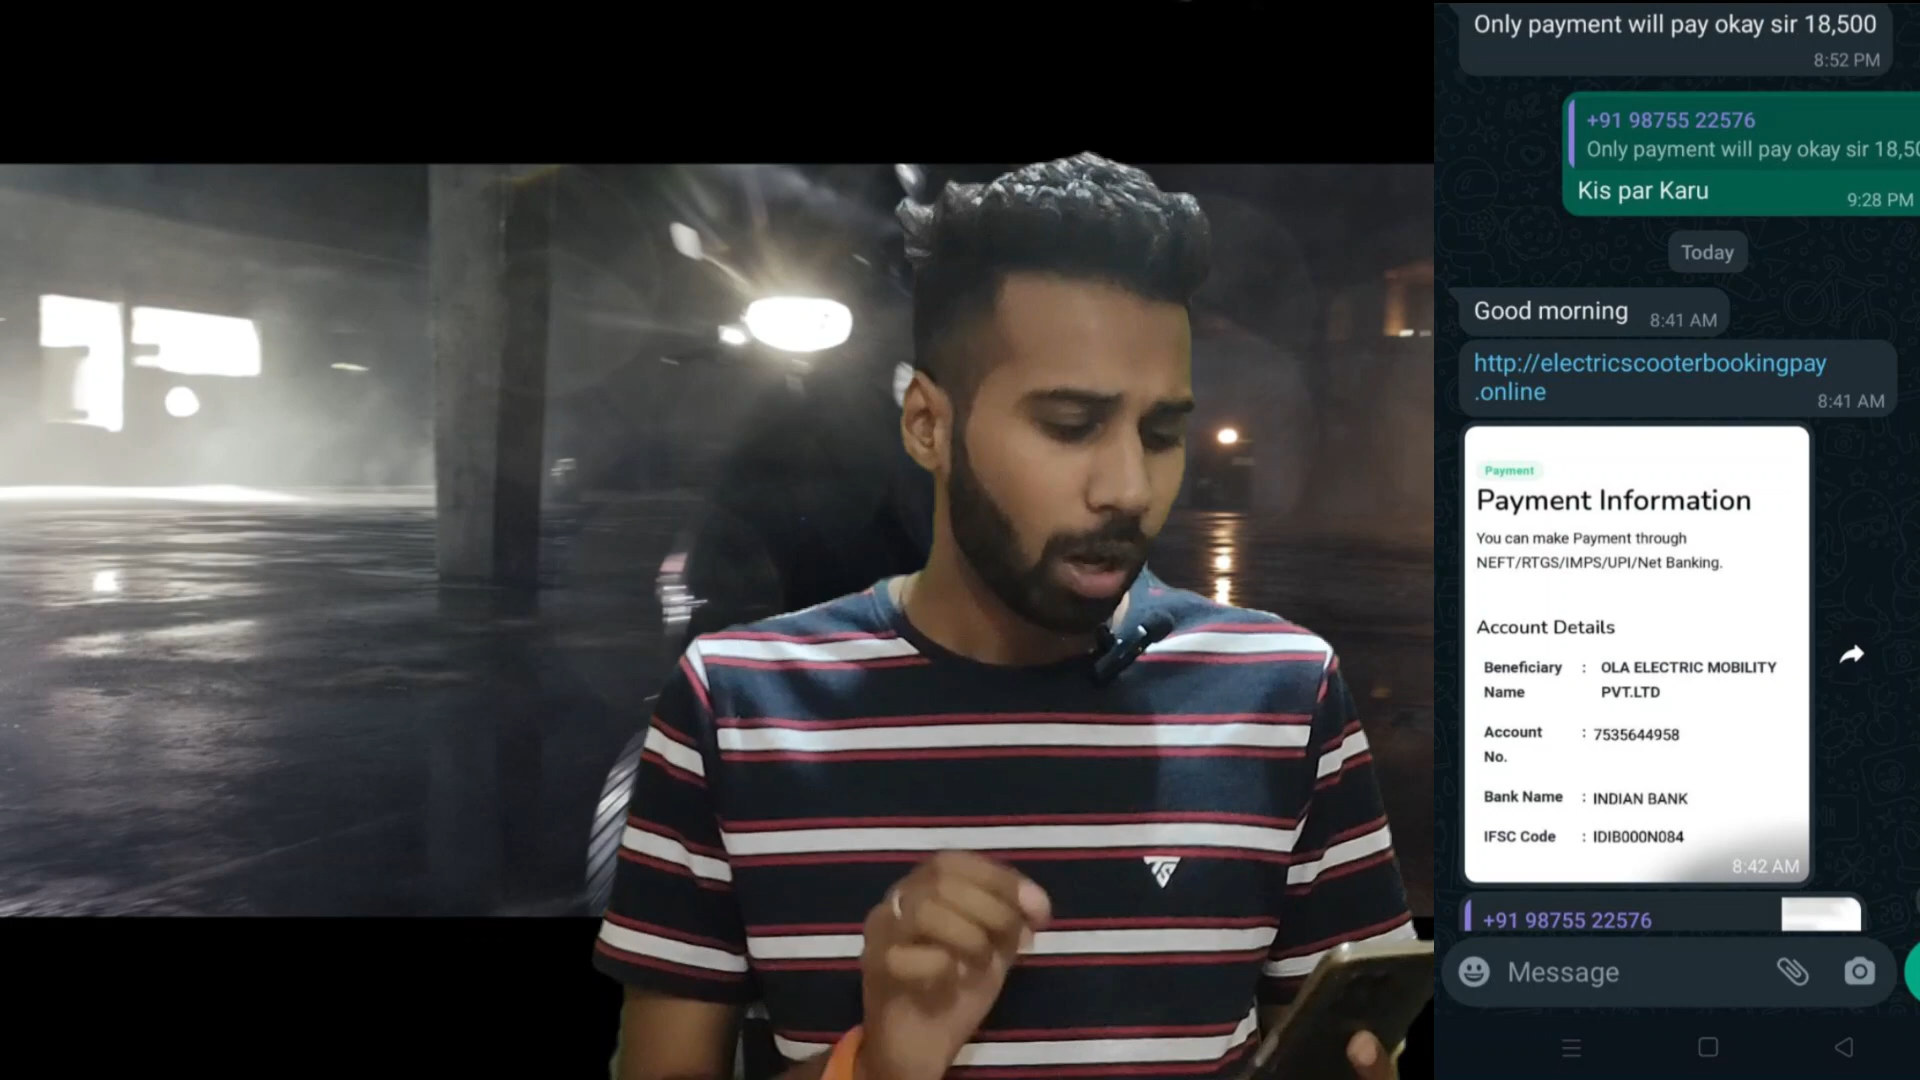 Only payment will pay okay sir 18,500
8:52 PM
+91 98755 22576
Only payment will pay okay sir 18,50
Kis par Karu
9:28 PM
Today
Good morning
8:41 AM
http://electricscooterbookingpay
.online
8:41 AM
Payment
Payment Information
You can make Payment through
NEFT/RTGS/IMPS/UPI/Net Banking.
Account Details
Beneficiary : OLA ELECTRIC MOBILITY
Name PVT.LTD
Account : 7535644958
No.
Bank Name : INDIAN BANK
IFSC Code : IDIB000N084
8:42 AM
+91 98755 22576
Message